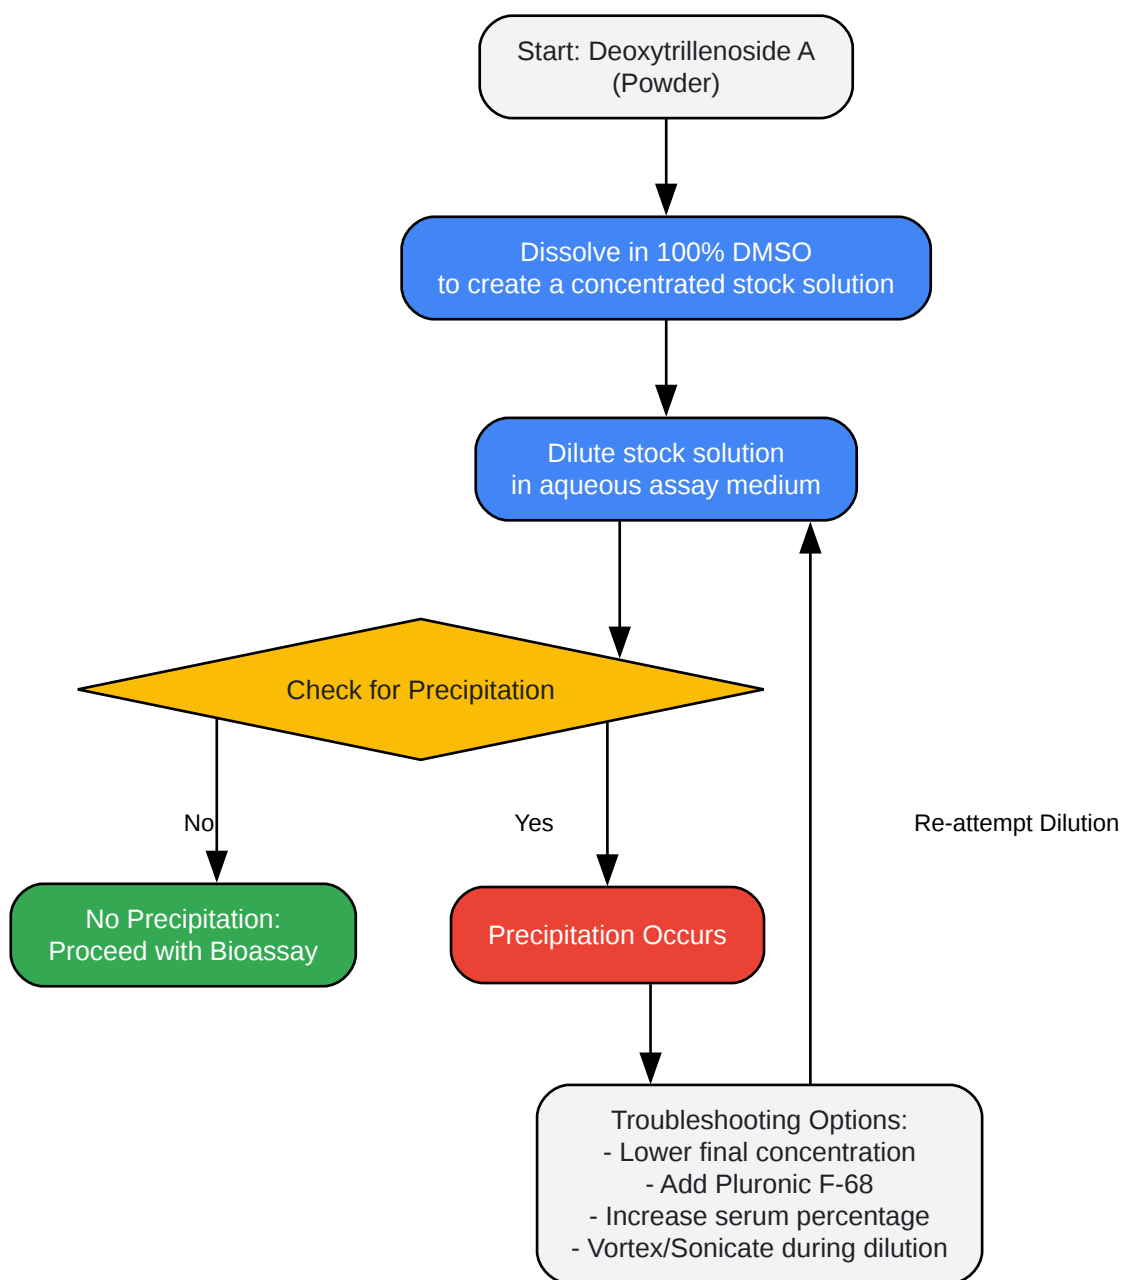 Start: Deoxytrillenoside A
(Powder)
Dissolve in 100% DMSO
to create a concentrated stock solution
Dilute stock solution
in aqueous assay medium
Check for Precipitation
No
Yes
Re-attempt Dilution
No Precipitation:
Proceed with Bioassay
Precipitation Occurs
Troubleshooting Options:
- Lower final concentration
- Add Pluronic F-68
- Increase serum percentage
- Vortex/Sonicate during dilution